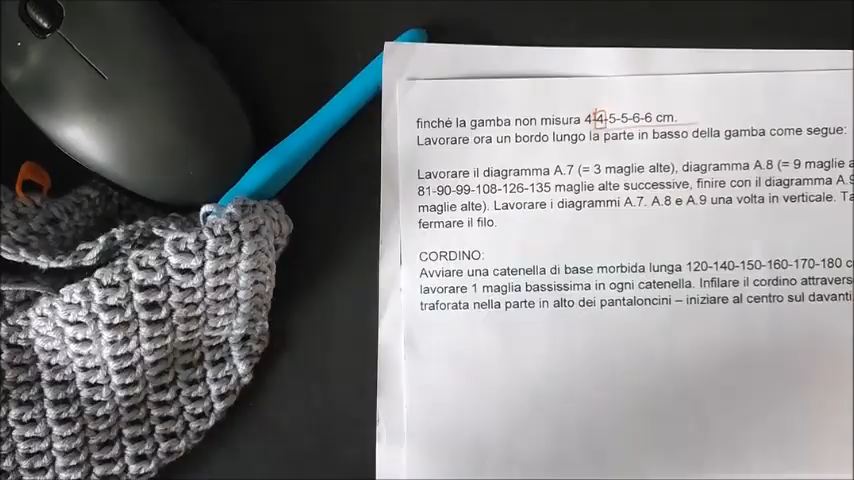 finché la gamba non misura 4-4-5-5-6-6 cm.
Lavorare ora un bordo lungo la parte in basso della gamba come segue:
Lavorare il diagramma A.7 (= 3 maglie alte), diagramma A.8 (= 9 maglie a
81-90-99-108-126-135 maglie alte successive, finire con il diagramma A.9
maglie alte). Lavorare i diagrammi A.7. A.8 e A.9 una volta in verticale. Ta
fermare il filo.
CORDINO:
Avviare una catenella di base morbida lunga 120-140-150-160-170-180 c
lavorare 1 maglia bassissima in ogni catenella. Infilare il cordino attravers
traforata nella parte in alto dei pantaloncini – iniziare al centro sul davanti